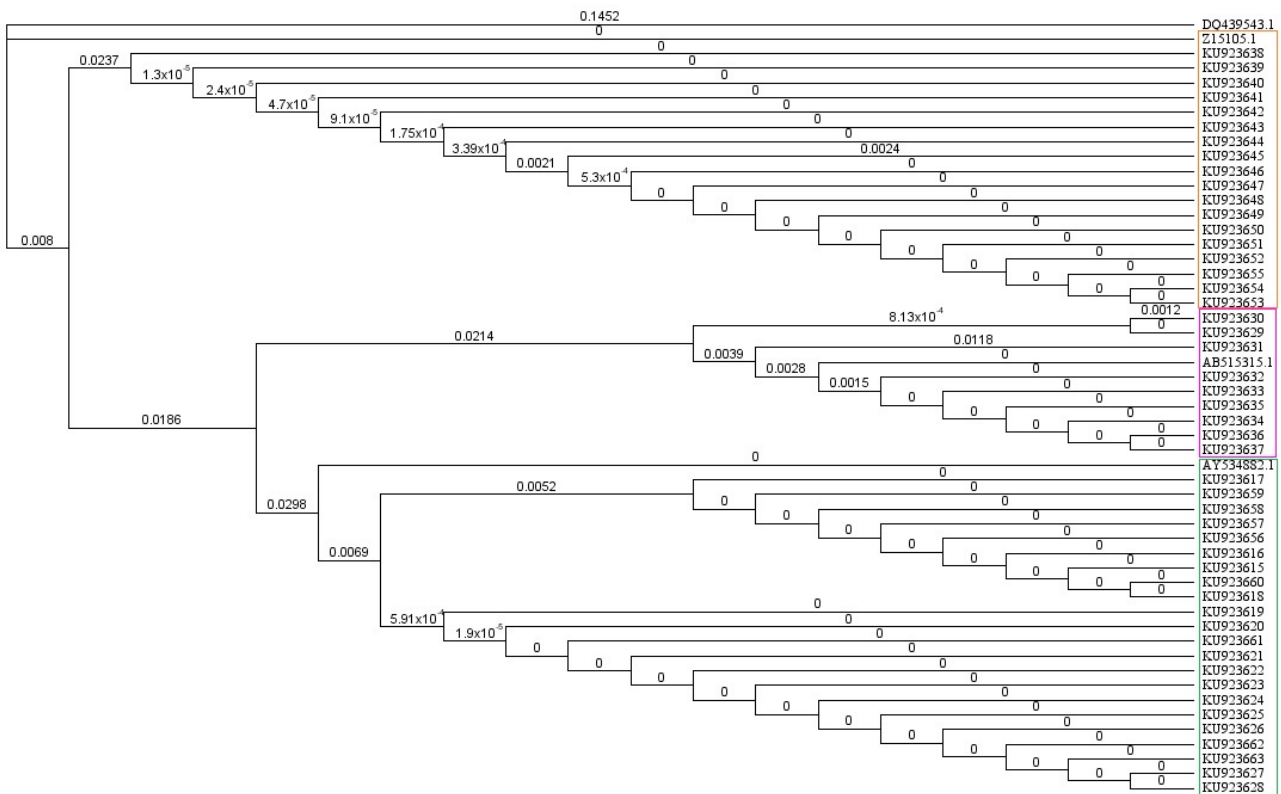 0.1452
DQ439543.1
0
Z15105.1
0
KU923638
0.0237 0
KU923639
1.3x10⁻⁵ 0
KU923640
2.4x10⁻⁵ 0
KU923641
4.7x10⁻⁵ 0
KU923642
9.1x10⁻⁵ 0
KU923643
1.75x10⁻⁴ 0
KU923644
3.39x10⁻⁴ 0.0024
KU923645
0.0021 0
KU923646
5.3x10⁻⁴ 0
KU923647
0 0
KU923648
0 0
KU923649
0 0
KU923650
0.008 0 0
KU923651
0 0
KU923652
0 0
KU923655
0 0
KU923654
0 0
KU923653
0.0012
8.13x10⁻⁴ KU923630
0
KU923629
0.0214 0.0118
KU923631
0.0039 0
AB515315.1
0.0028 0
KU923632
0.0015 0
KU923633
0 0
KU923635
0 0
KU923634
0.0186 0 0
KU923636
0 0
KU923637
0
AY534882.1
0
KU923617
0.0052 0
KU923659
0.0298 0 0
KU923658
0 0
KU923657
0 0
KU923656
0 0
KU923616
0.0069 0 0
KU923615
0 0
KU923660
0 0
KU923618
0
KU923619
5.91x10⁻⁴ 0
KU923620
1.9x10⁻⁵ 0
KU923661
0 0
KU923621
0 0
KU923622
0 0
KU923623
0 0
KU923624
0 0
KU923625
0 0
KU923626
0 0
KU923662
0 0
KU923663
0 0
KU923627
0 0
KU923628